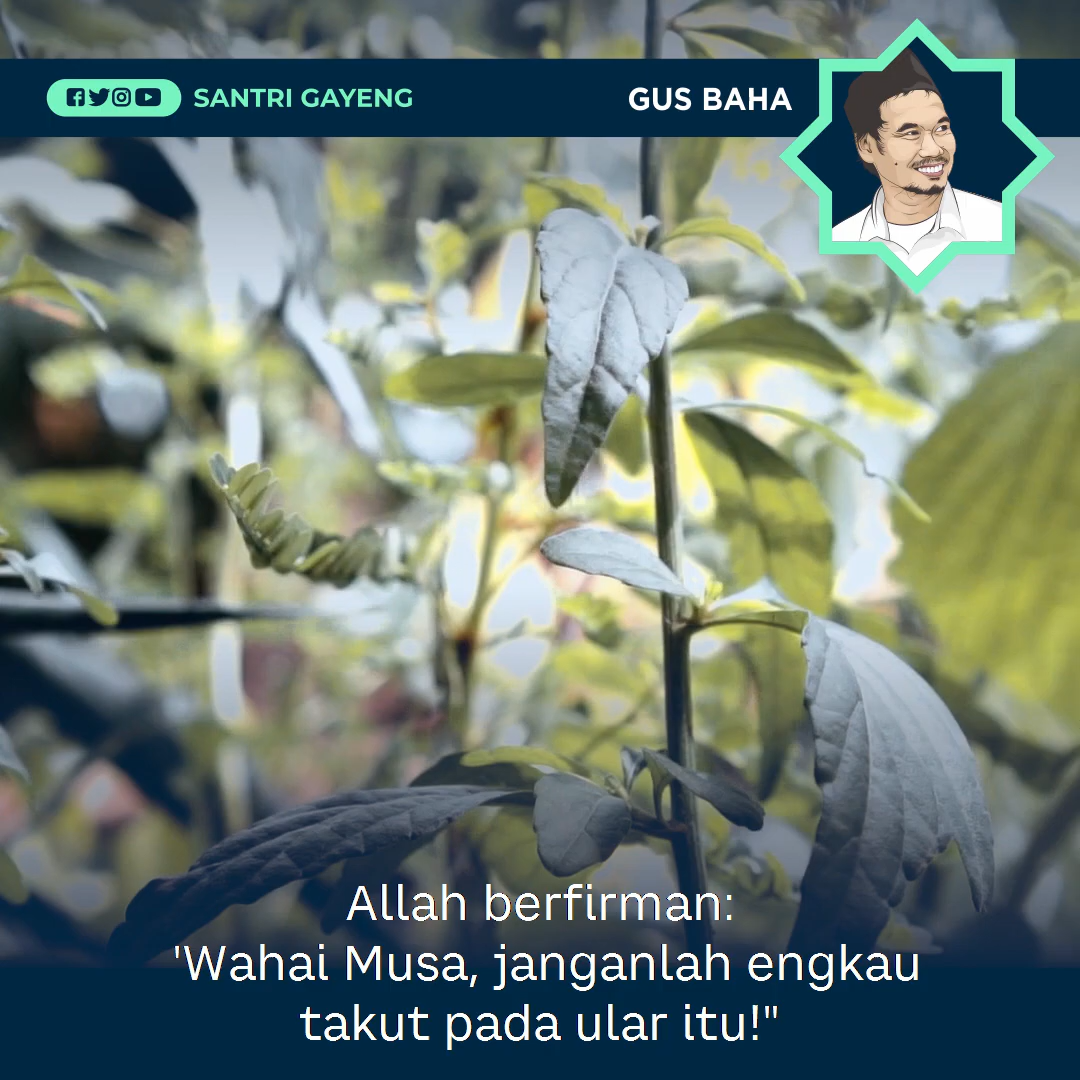 SANTRI GAYENG
GUS BAHA
Allah berfirman:
'Wahai Musa, janganlah engkau
takut pada ular itu!"